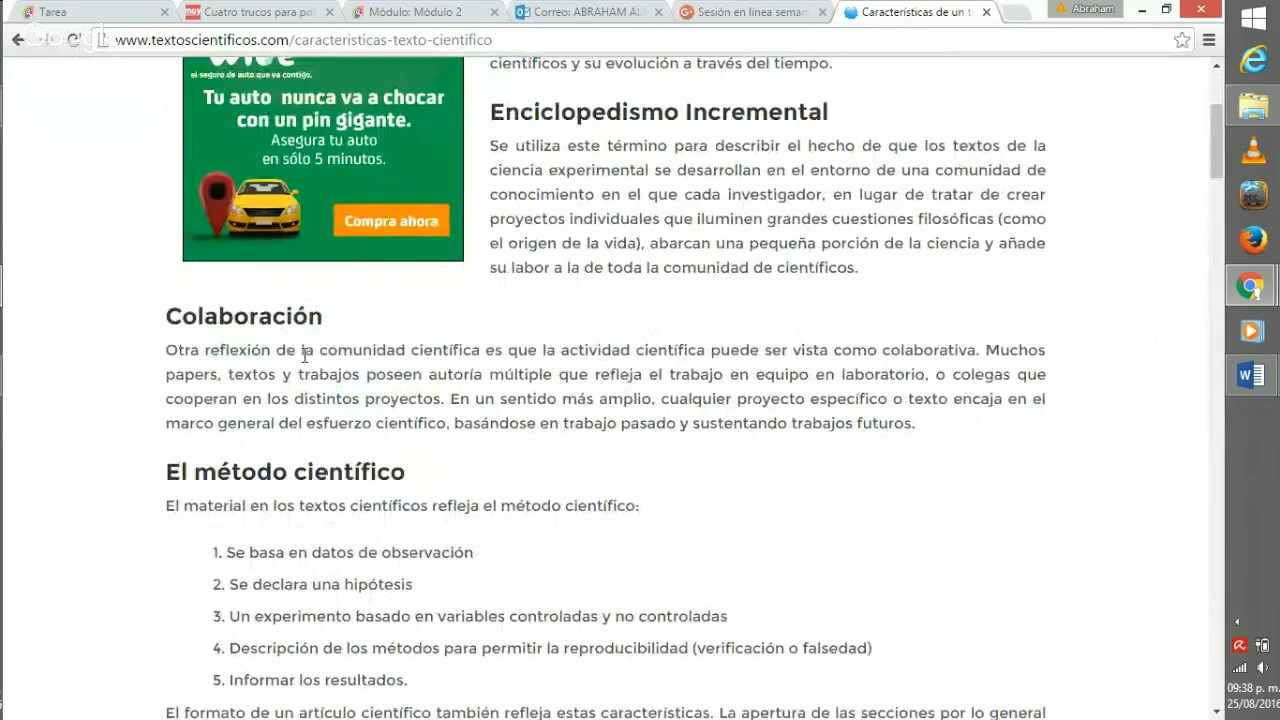 Tarea
Cuatro trucos para pol
Módulo: Módulo 2
Correo: ABRAHAM AL
Sesión en línea seman
Características de un t
Abraham
www.textoscientificos.com/caracteristicas-texto-cientifico
el seguro de auto que va contigo.
Tu auto nunca va a chocar
con un pin gigante.
Asegura tu auto
en sólo 5 minutos.
Compra ahora
científicos y su evolución a través del tiempo.
Enciclopedismo Incremental
Se utiliza este término para describir el hecho de que los textos de la
ciencia experimental se desarrollan en el entorno de una comunidad de
conocimiento en el que cada investigador, en lugar de tratar de crear
proyectos individuales que iluminen grandes cuestiones filosóficas (como
el origen de la vida), abarcan una pequeña porción de la ciencia y añade
su labor a la de toda la comunidad de científicos.
Colaboración
Otra reflexión de la comunidad científica es que la actividad científica puede ser vista como colaborativa. Muchos
papers, textos y trabajos poseen autoría múltiple que refleja el trabajo en equipo en laboratorio, o colegas que
cooperan en los distintos proyectos. En un sentido más amplio, cualquier proyecto específico o texto encaja en el
marco general del esfuerzo científico, basándose en trabajo pasado y sustentando trabajos futuros.
El método científico
El material en los textos científicos refleja el método científico:
1. Se basa en datos de observación
2. Se declara una hipótesis
3. Un experimento basado en variables controladas y no controladas
4. Descripción de los métodos para permitir la reproducibilidad (verificación o falsedad)
5. Informar los resultados.
El formato de un artículo científico también refleja estas características. La apertura de las secciones por lo general
09:38 p. m.
25/08/2016